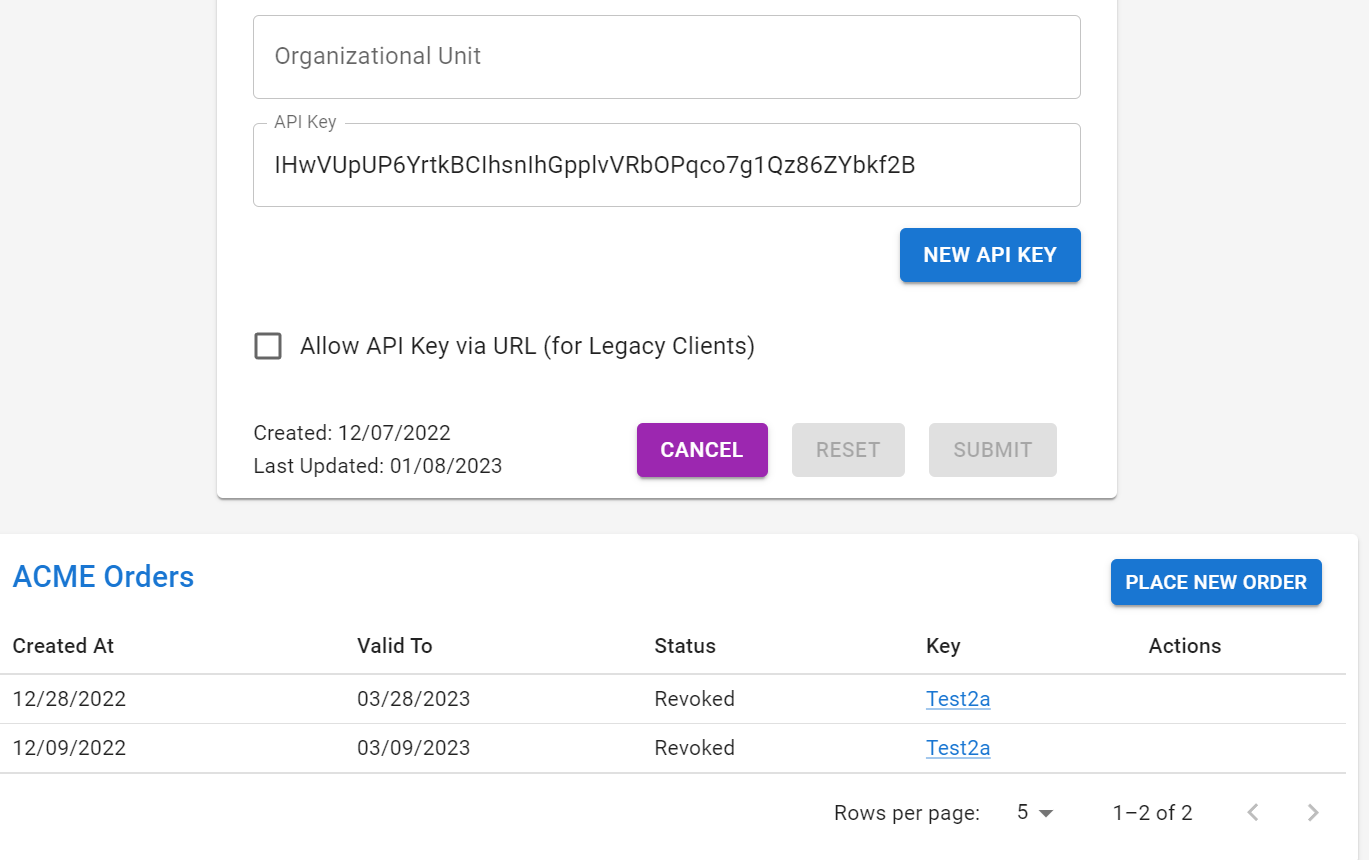 Organizational Unit
API Key
IHwVUpUP6YrtkBCIhsnIhGpplvVRbOPqco7g1Qz86ZYbkf2B
NEW API KEY
Allow API Key via URL (for Legacy Clients)
Created: 12/07/2022
Last Updated: 01/08/2023
CANCEL RESET SUBMIT
ACME Orders
PLACE NEW ORDER
Created At Valid To Status Key Actions
12/28/2022 03/28/2023 Revoked Test2a
12/09/2022 03/09/2023 Revoked Test2a
Rows per page: 5 1–2 of 2